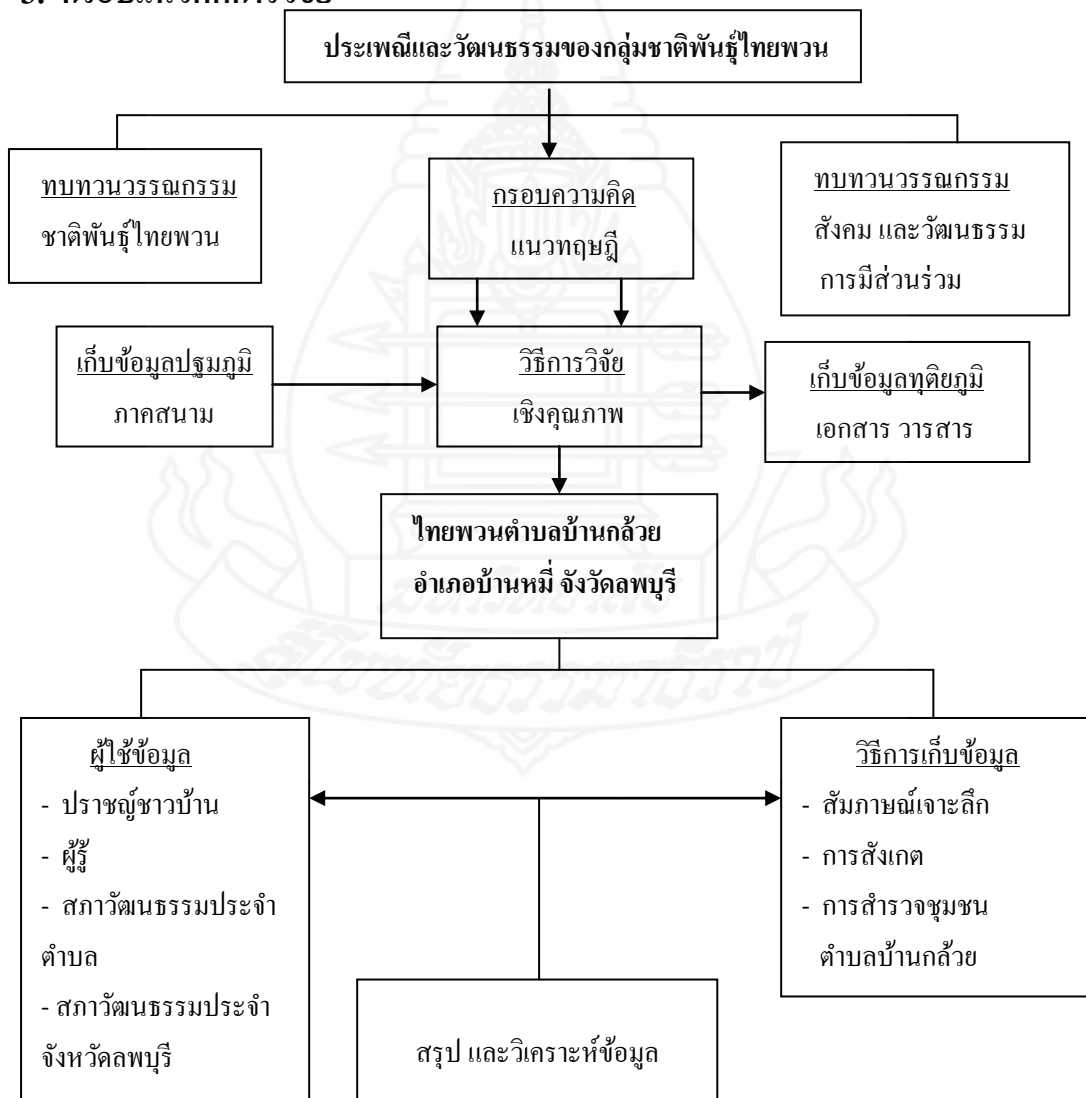 ประเพณีและวัฒนธรรมของกลุ่มชาติพันธุ์ไทยพวน
ทบทวนวรรณกรรม
ชาติพันธุ์ไทยพวน
กรอบความคิด
แนวทฤษฎี
ทบทวนวรรณกรรม
สังคม และวัฒนธรรม
การมีส่วนร่วม
เก็บข้อมูลปฐมภูมิ
ภาคสนาม
วิธีการวิจัย
เชิงคุณภาพ
เก็บข้อมูลทุติยภูมิ
เอกสาร วารสาร
ไทยพวนตำบลบ้านกล้วย
อำเภอบ้านหมี่ จังวัดลพบุรี
สุโขทัยธรรมาธิราช
ผู้ใช้ข้อมูล
- ปราชญ์ชาวบ้าน
- ผู้รู้
- สภาวัฒนธรรมประจำ
ตำบล
- สภาวัฒนธรรมประจำ
จังหวัดลพบุรี
วิธีการเก็บข้อมูล
- สัมภาษณ์เจาะลึก
- การสังเกต
- การสำรวจชุมชน
ตำบลบ้านกล้วย
สรุป และวิเคราะห์ข้อมูล